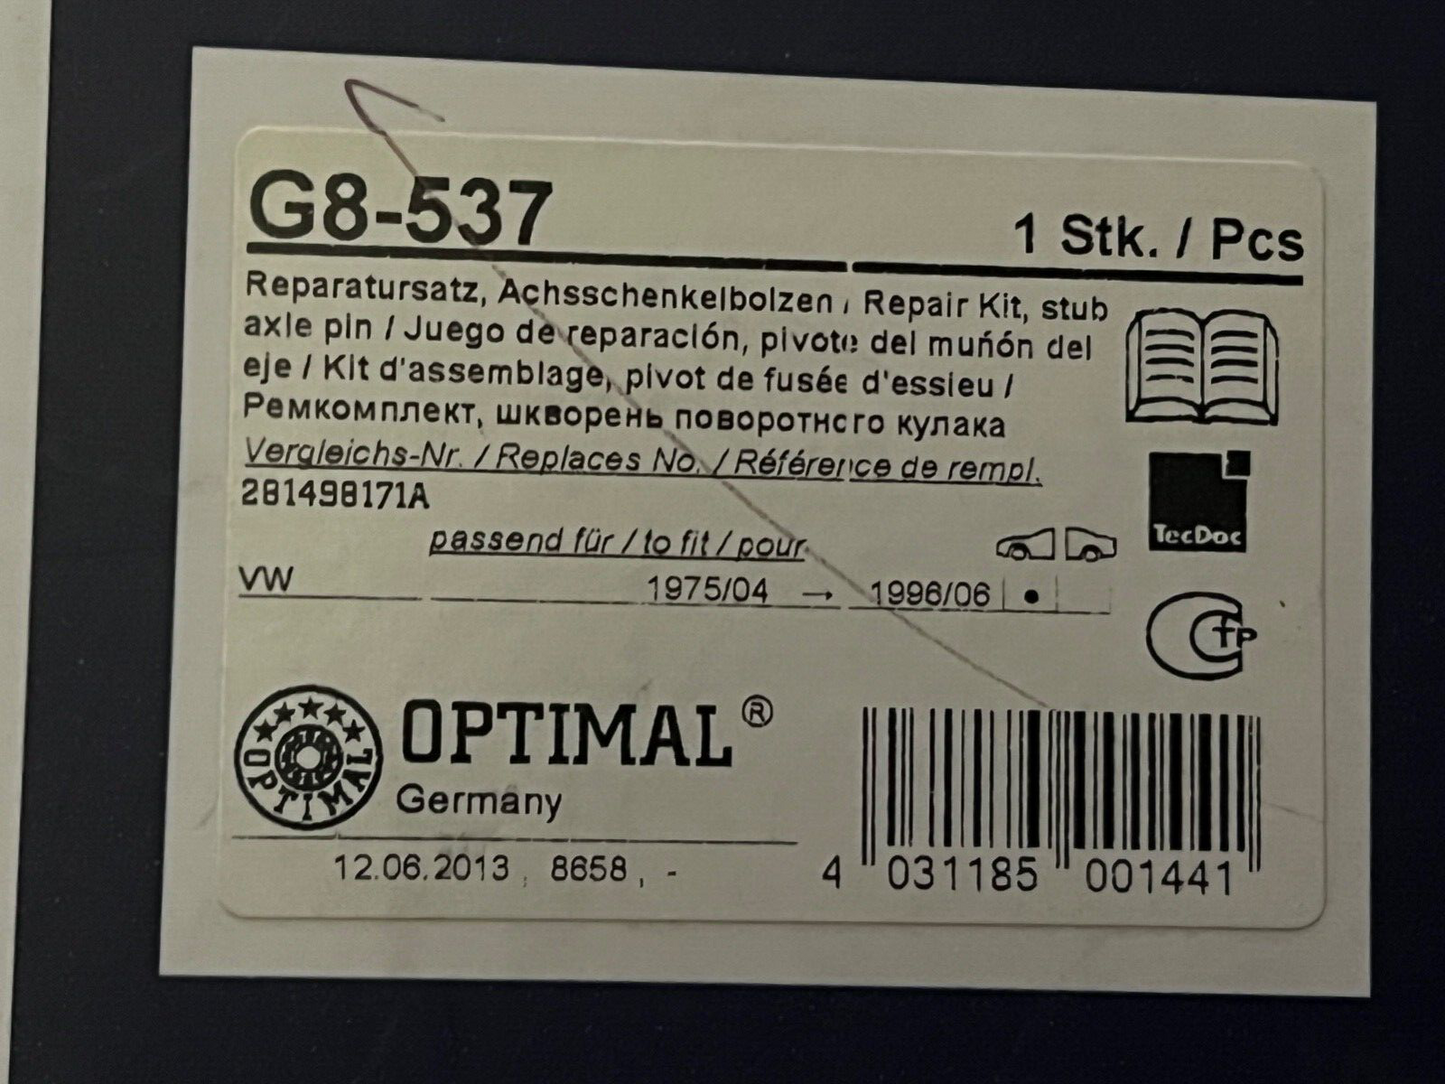 G8-537
1 Stk. / Pcs
Reparatursatz, Achsschenkelbolzen / Repair Kit, stub
axle pin / Juego de reparación, pivote del muñón del
eje / Kit d'assemblage, pivot de fusée d'essieu /
Ремкомплект, шкворень поворотного кулака
Vergleichs-Nr. / Replaces No. / Référence de rempl.
281498171A
TecDoc
passend für / to fit / pour
VW 1975/04 → 1996/06 •
OPTIMAL
OPTIMAL®
Germany
12.06.2013, 8658, -
4 031185 001441